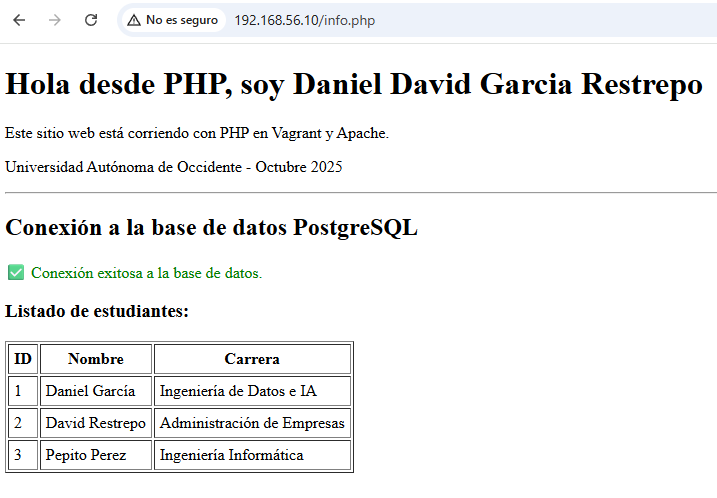 No es seguro 192.168.56.10/info.php
Hola desde PHP, soy Daniel David Garcia Restrepo
Este sitio web está corriendo con PHP en Vagrant y Apache.
Universidad Autónoma de Occidente - Octubre 2025
Conexión a la base de datos PostgreSQL
✅ Conexión exitosa a la base de datos.
Listado de estudiantes:
ID Nombre Carrera
1 Daniel García Ingeniería de Datos e IA
2 David Restrepo Administración de Empresas
3 Pepito Perez Ingeniería Informática